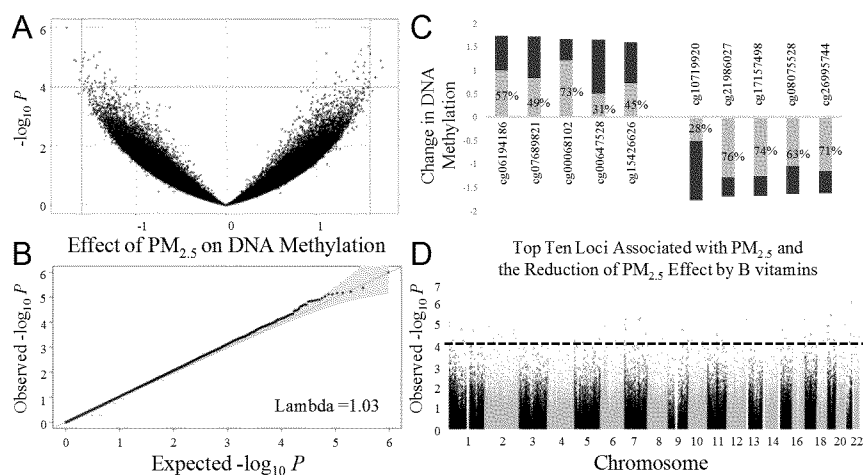 A
-log10 P
6
4
2
0
-1
0
1
Effect of PM2.5 on DNA Methylation
B
Observed -log10 P
6
5
4
3
2
1
0
Lambda =1.03
0
1
2
3
4
5
6
Expected -log10 P
C
Change in DNA
Methylation
2
1.5
1
0.5
0
-0.5
-1
-1.5
-2
57%
49%
73%
31%
45%
cg06194186
cg07689821
cg00068102
cg00647528
cg15426626
cg10719920
cg21986027
cg17157498
cg08075528
cg26995744
28%
76%
74%
63%
71%
Top Ten Loci Associated with PM2.5 and
the Reduction of PM2.5 Effect by B vitamins
D
Observed -log10 P
7
6
5
4
3
2
1
0
1 2 3 4 5 6 7 8 9 10 11 12 13 14 16 18 20 22
Chromosome